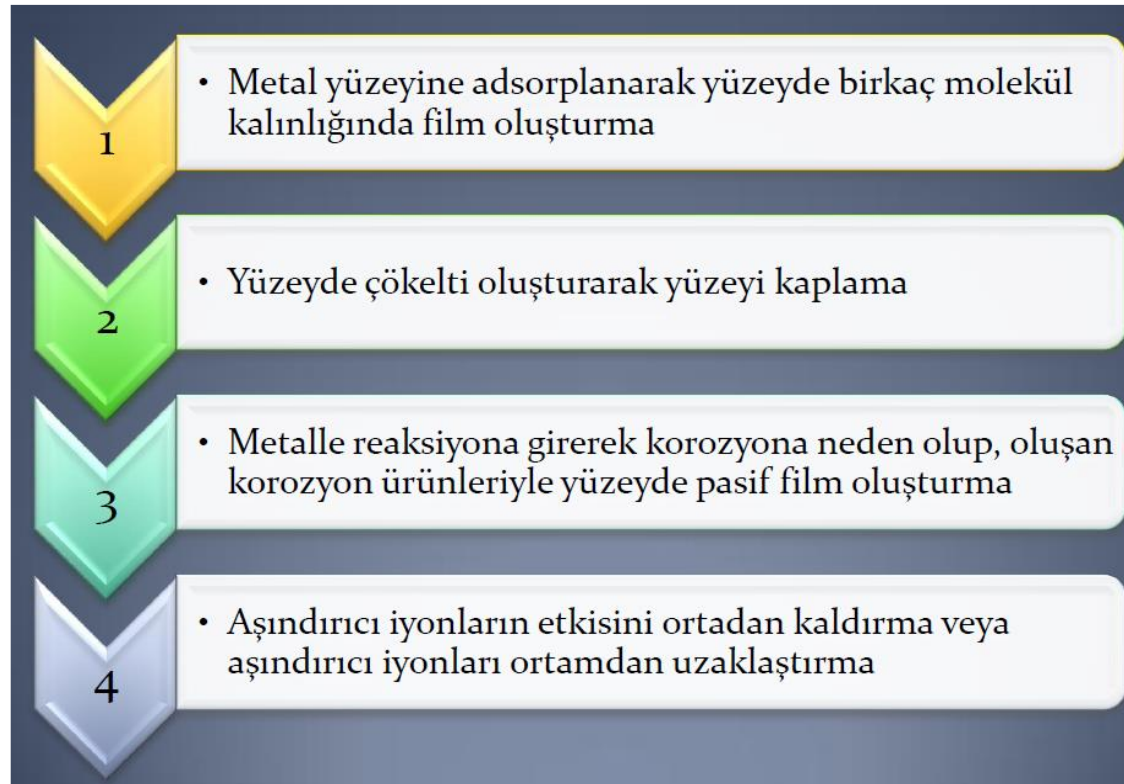 1
• Metal yüzeyine adsorplanarak yüzeyde birkaç molekül
kalınlığında film oluşturma
2
• Yüzeyde çökelti oluşturarak yüzeyi kaplama
3
• Metalle reaksiyona girerek korozyona neden olup, oluşan
korozyon ürünleriyle yüzeyde pasif film oluşturma
4
• Aşındırıcı iyonların etkisini ortadan kaldırma veya
aşındırıcı iyonları ortamdan uzaklaştırma